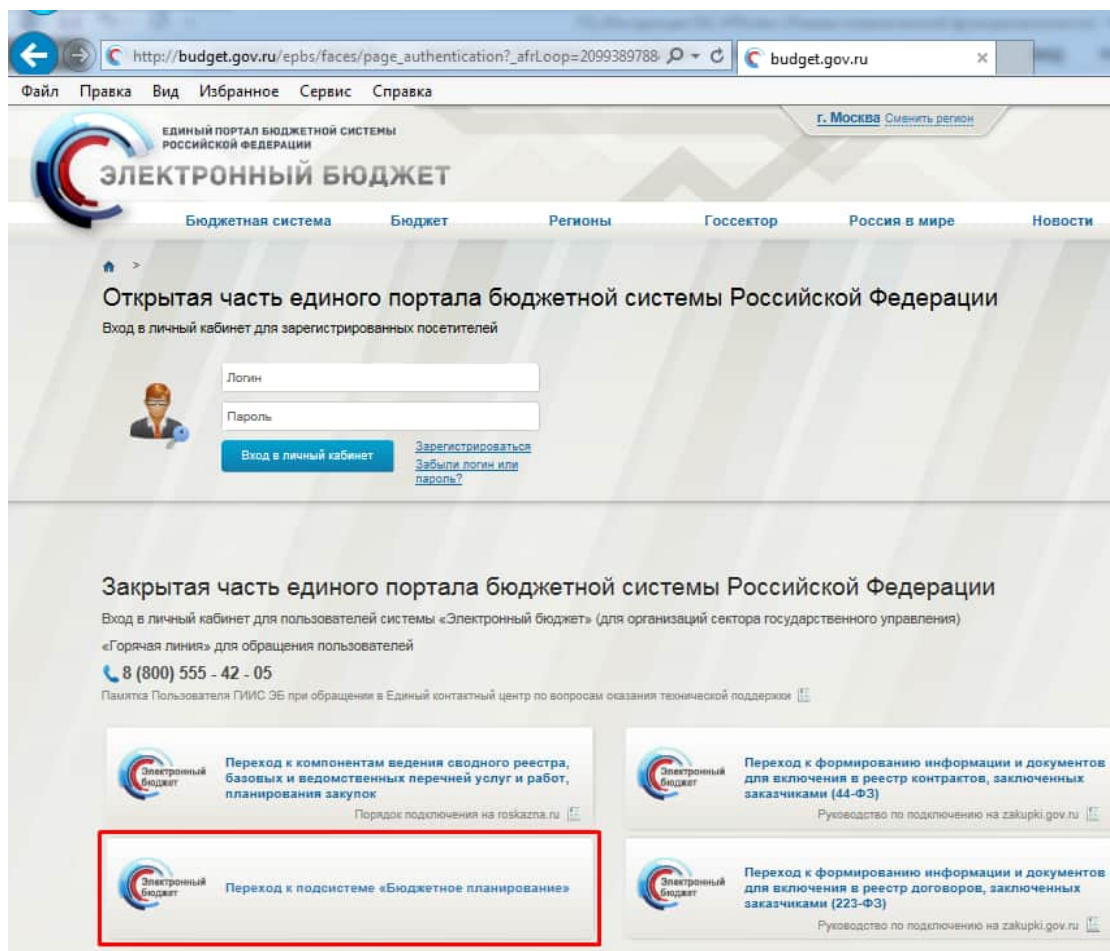 http://budget.gov.ru/epbs/faces/page_authentication?_afrLoop=2099389788
budget.gov.ru
Файл Правка Вид Избранное Сервис Справка
ЕДИНЫЙ ПОРТАЛ БЮДЖЕТНОЙ СИСТЕМЫ
РОССИЙСКОЙ ФЕДЕРАЦИИ
ЭЛЕКТРОННЫЙ БЮДЖЕТ
г. Москва Сменить регион
Бюджетная система Бюджет Регионы Госсектор Россия в мире Новости
>
Открытая часть единого портала бюджетной системы Российской Федерации
Вход в личный кабинет для зарегистрированных посетителей
Логин
Пароль
Вход в личный кабинет
Зарегистрироваться
Забыли логин или
пароль?
Закрытая часть единого портала бюджетной системы Российской Федерации
Вход в личный кабинет для пользователей системы «Электронный бюджет» (для организаций сектора государственного управления)
«Горячая линия» для обращения пользователей
8 (800) 555 - 42 - 05
Памятка Пользователя ГИИС ЭБ при обращении в Единый контактный центр по вопросам оказания технической поддержки
Электронный
бюджет
Переход к компонентам ведения сводного реестра,
базовых и ведомственных перечней услуг и работ,
планирования закупок
Порядок подключения на roskazna.ru
Электронный
бюджет
Переход к формированию информации и документов
для включения в реестр контрактов, заключенных
заказчиками (44-ФЗ)
Руководство по подключению на zakupki.gov.ru
Электронный
бюджет
Переход к подсистеме «Бюджетное планирование»
Электронный
бюджет
Переход к формированию информации и документов
для включения в реестр договоров, заключенных
заказчиками (223-ФЗ)
Руководство по подключению на zakupki.gov.ru